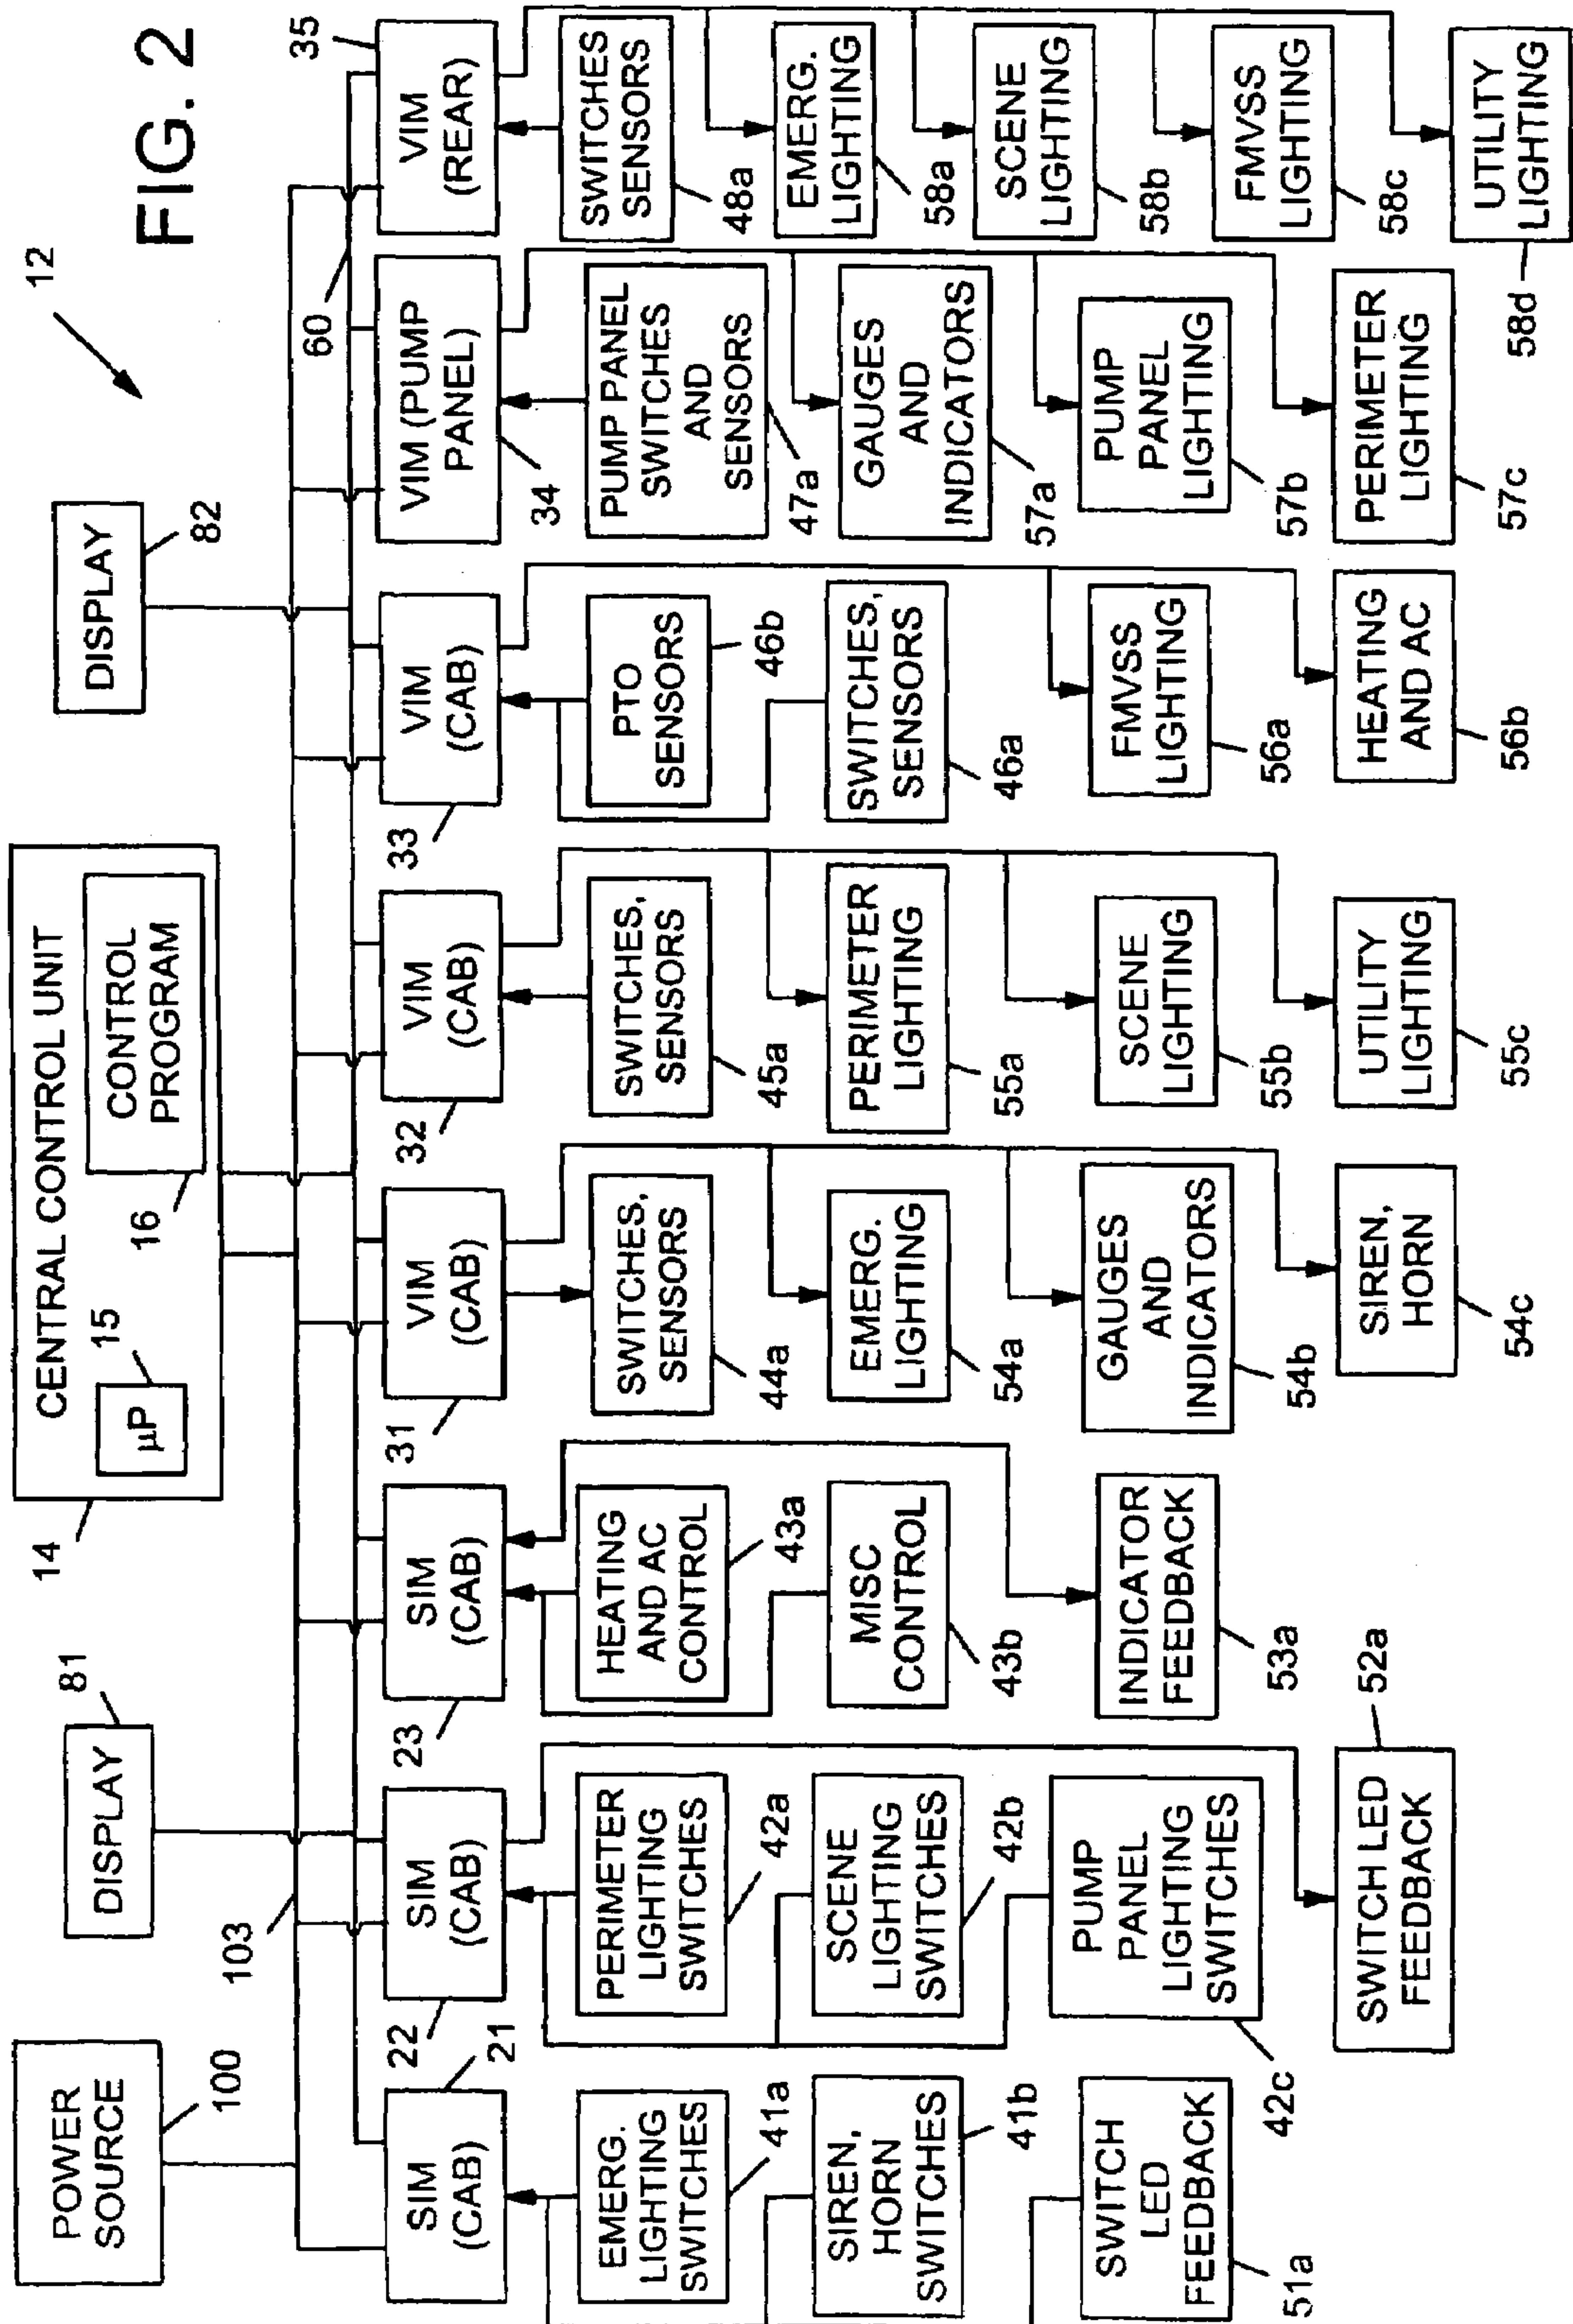 FIG. 2
12
POWER
SOURCE
100
DISPLAY
81
103
14
CENTRAL CONTROL UNIT
µP
15
CONTROL
PROGRAM
16
DISPLAY
82
60
SIM
(CAB)
21
EMERG.
LIGHTING
SWITCHES
41a
SIREN,
HORN
SWITCHES
41b
SWITCH
LED
FEEDBACK
51a
SIM
(CAB)
22
PERIMETER
LIGHTING
SWITCHES
42a
SCENE
LIGHTING
SWITCHES
42b
PUMP
PANEL
LIGHTING
SWITCHES
42c
SWITCH LED
FEEDBACK
52a
SIM
(CAB)
23
HEATING
AND AC
CONTROL
43a
MISC
CONTROL
43b
INDICATOR
FEEDBACK
53a
VIM
(CAB)
31
SWITCHES,
SENSORS
44a
EMERG.
LIGHTING
54a
GAUGES
AND
INDICATORS
54b
SIREN,
HORN
54c
VIM
(CAB)
32
SWITCHES,
SENSORS
45a
PERIMETER
LIGHTING
55a
SCENE
LIGHTING
55b
UTILITY
LIGHTING
55c
VIM
(CAB)
33
PTO
SENSORS
46b
SWITCHES,
SENSORS
46a
FMVSS
LIGHTING
56a
HEATING
AND AC
56b
VIM (PUMP
PANEL)
34
PUMP PANEL
SWITCHES
AND
SENSORS
47a
GAUGES
AND
INDICATORS
57a
PUMP
PANEL
LIGHTING
57b
PERIMETER
LIGHTING
57c
VIM
(REAR)
35
SWITCHES
SENSORS
48a
EMERG.
LIGHTING
58a
SCENE
LIGHTING
58b
FMVSS
LIGHTING
58c
UTILITY
LIGHTING
58d